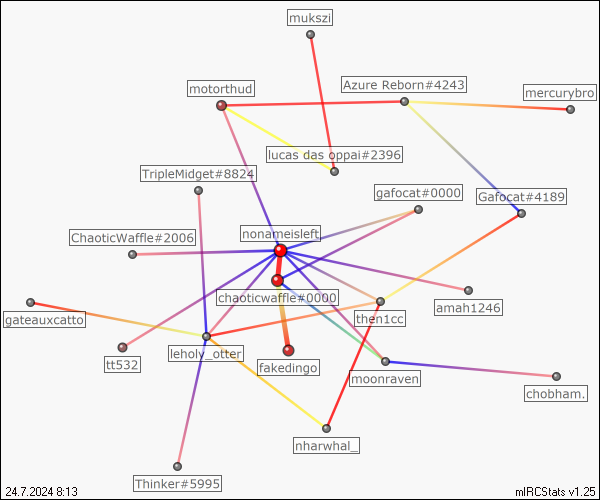 mukszi
motorthud
Azure Reborn#4243
mercurybro
lucas das oppai#2396
TripleMidget#8824
gafocat#0000
Gafocat#4189
nonameisleft
ChaoticWaffle#2006
chaoticwaffle#0000
amah1246
gateauxcatto
then1cc
leholy_otter
tt532
fakedingo
moonraven
chobham.
nharwhal_
Thinker#5995
24.7.2024 8:13
mIRCStats v1.25